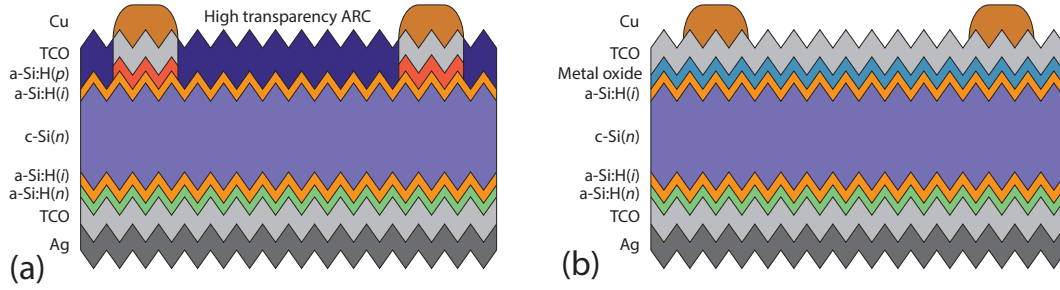 Cu
High transparency ARC
TCO
a-Si:H(p)
a-Si:H(i)
c-Si(n)
a-Si:H(i)
a-Si:H(n)
TCO
Ag
(a)
Cu
TCO
Metal oxide
a-Si:H(i)
c-Si(n)
a-Si:H(i)
a-Si:H(n)
TCO
Ag
(b)